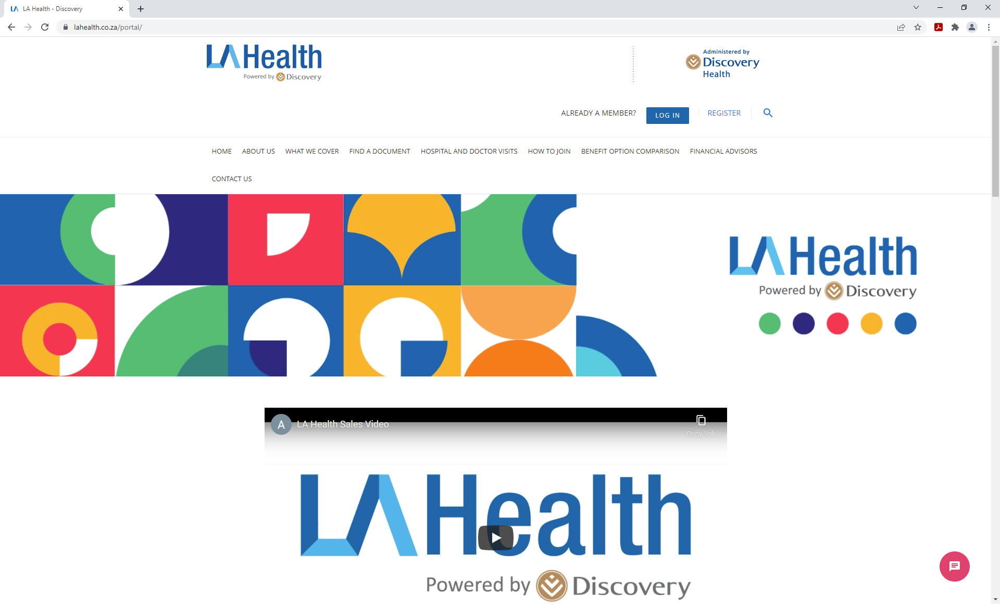 LA Health - Discovery
lahealth.co.za/portal/
LA Health
Powered by Discovery
Administered by
Discovery
Health
ALREADY A MEMBER?
LOG IN
REGISTER
HOME
ABOUT US
WHAT WE COVER
FIND A DOCUMENT
HOSPITAL AND DOCTOR VISITS
HOW TO JOIN
BENEFIT OPTION COMPARISON
FINANCIAL ADVISORS
CONTACT US
LA Health
Powered by Discovery
A
LA Health Sales Video
Copy link
LA Health
Powered by Discovery